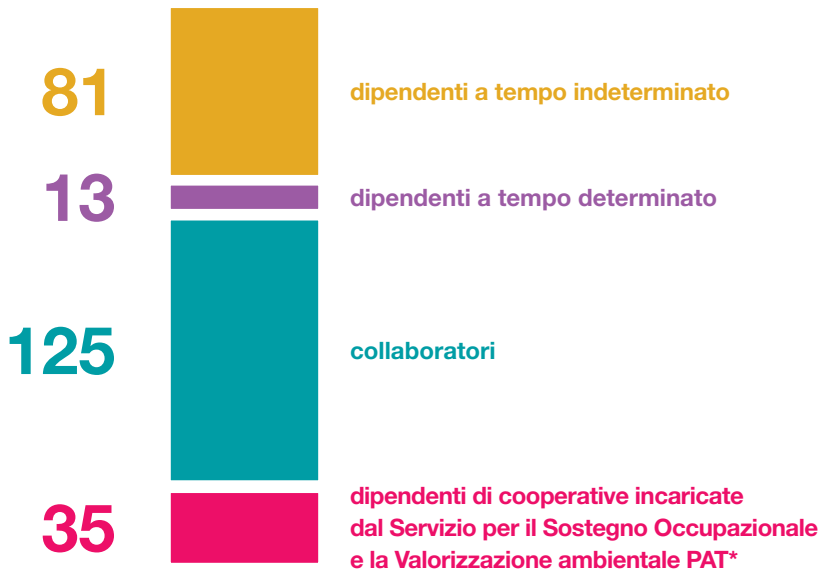 81
dipendenti a tempo indeterminato
13
dipendenti a tempo determinato
125
collaboratori
35
dipendenti di cooperative incaricate
dal Servizio per il Sostegno Occupazionale
e la Valorizzazione ambientale PAT*